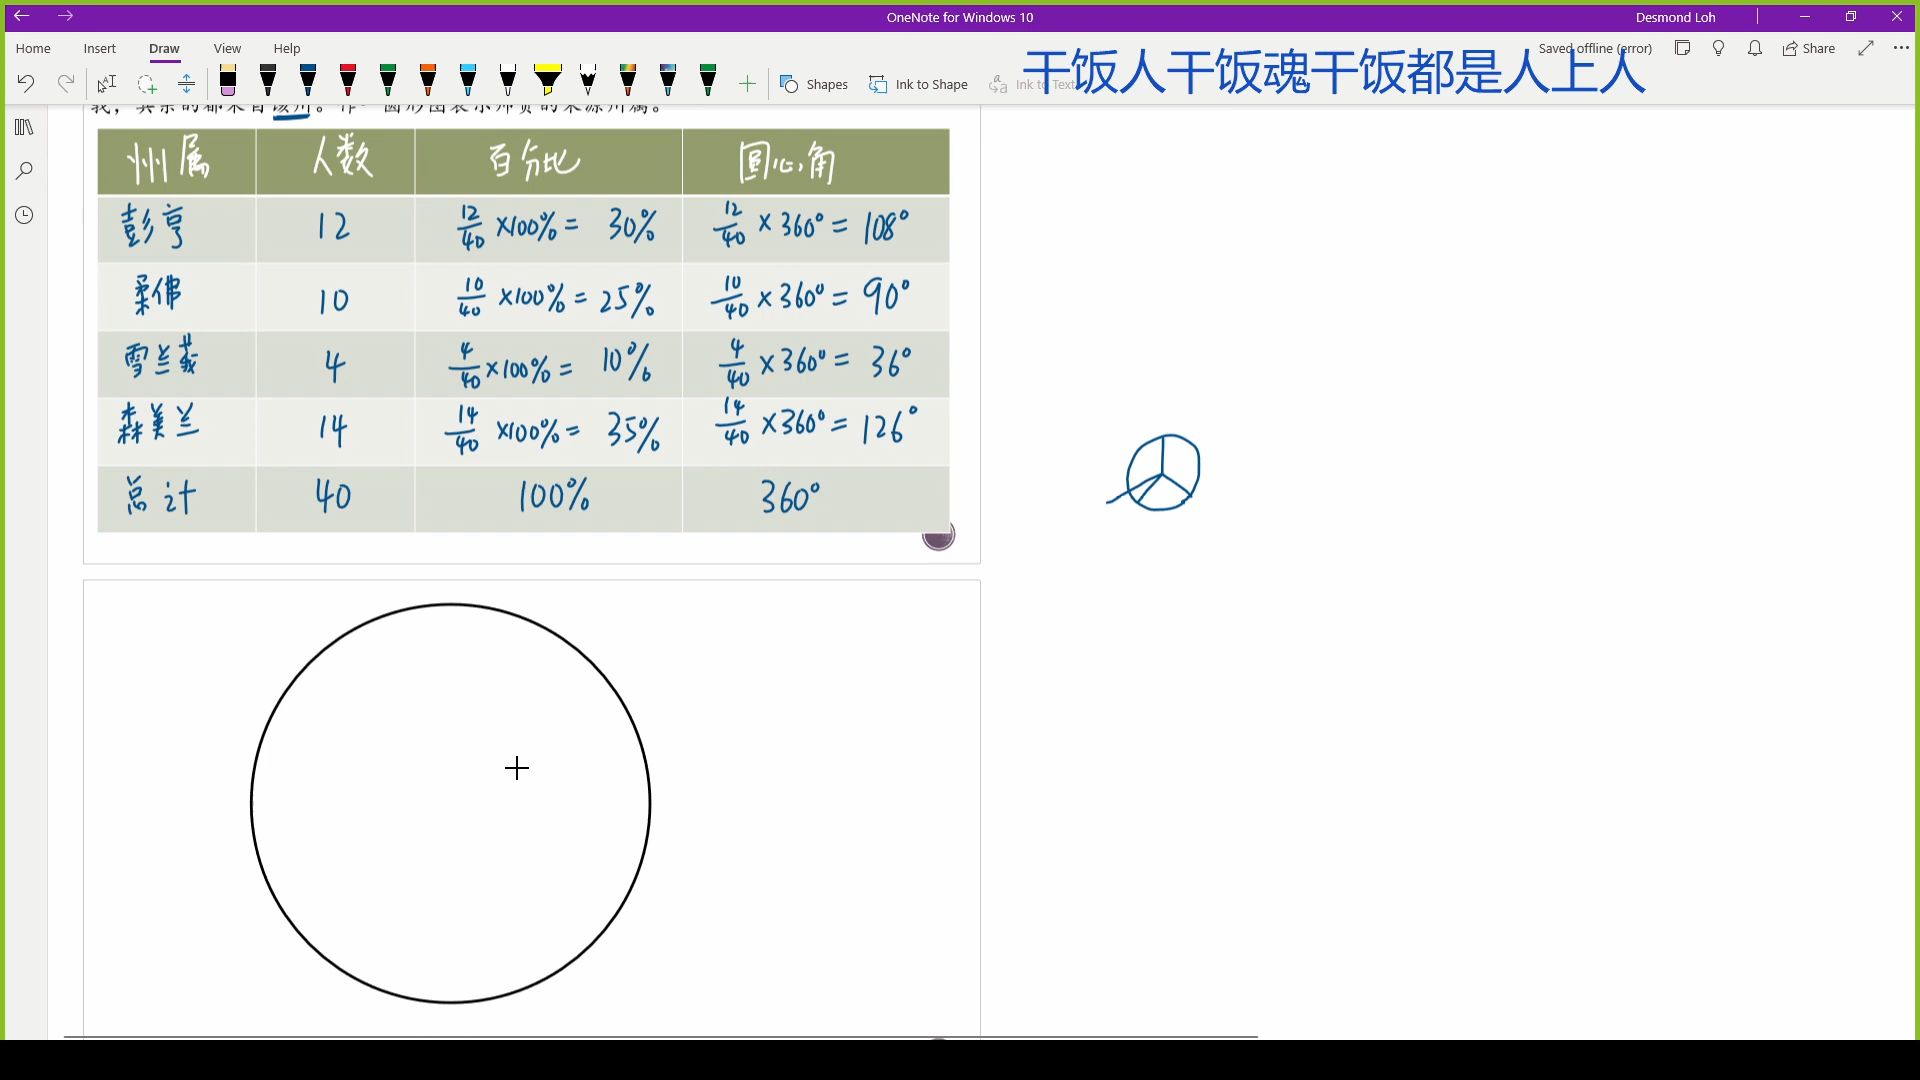 OneNote for Windows 10
Desmond Loh
Home Insert Draw View Help
Saved offline (error)
Share
Shapes
Ink to Shape
Ink to Text
干饭人干饭魂干饭都是人上人
州属 人数 百分比 圆心角
彭亨 12 12/40 ×100% = 30% 12/40 × 360° = 108°
柔佛 10 10/40 ×100% = 25% 10/40 × 360° = 90°
雪兰莪 4 4/40 ×100% = 10% 4/40 × 360° = 36°
森美兰 14 14/40 ×100% = 35% 14/40 × 360° = 126°
总计 40 100% 360°